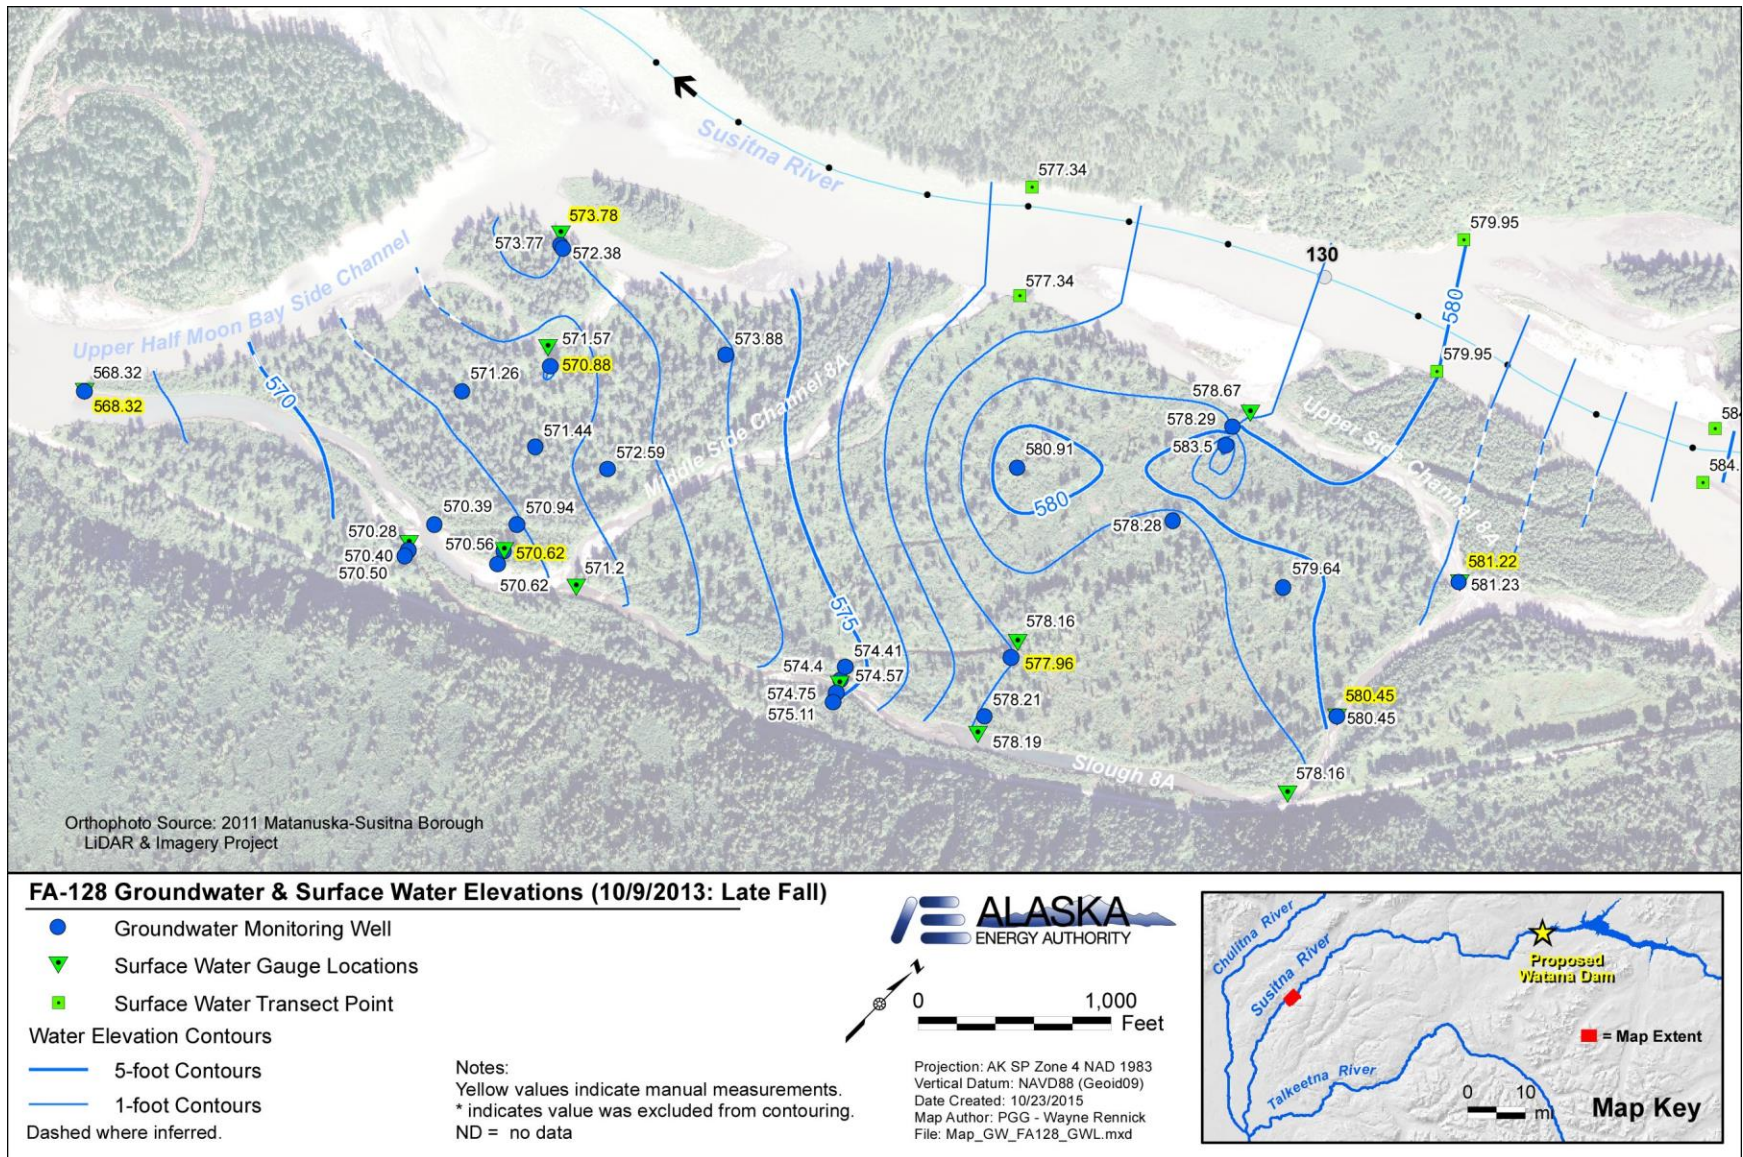 577.34
Susitna River
573.78
579.95
573.77
572.38
Upper Half Moon Bay Side Channel
130
577.34
580
571.57
573.88
568.32
570.88
579.95
568.32
570
571.26
Middle Side Channel 8A
578.67
Upper Side Channel 8A
578.29
571.44
583.5
572.59
580.91
584.
580
570.39
570.94
578.28
570.28
570.56
570.62
570.40
570.50
570.62
571.2
579.64
581.22
581.23
575
578.16
574.41
574.4
574.57
577.96
574.75
575.11
578.21
580.45
580.45
578.19
Slough 8A
578.16
Orthophoto Source: 2011 Matanuska-Susitna Borough
LiDAR & Imagery Project
FA-128 Groundwater & Surface Water Elevations (10/9/2013: Late Fall)
Groundwater Monitoring Well
Surface Water Gauge Locations
Surface Water Transect Point
Water Elevation Contours
5-foot Contours
1-foot Contours
Dashed where inferred.
Notes:
Yellow values indicate manual measurements.
* indicates value was excluded from contouring.
ND = no data
ALASKA
ENERGY AUTHORITY
N
0 1,000
Feet
Projection: AK SP Zone 4 NAD 1983
Vertical Datum: NAVD88 (Geoid09)
Date Created: 10/23/2015
Map Author: PGG - Wayne Rennick
File: Map_GW_FA128_GWL.mxd
Chulitna River
Susitna River
Proposed
Watana Dam
= Map Extent
Talkeetna River
0 10
mi
Map Key